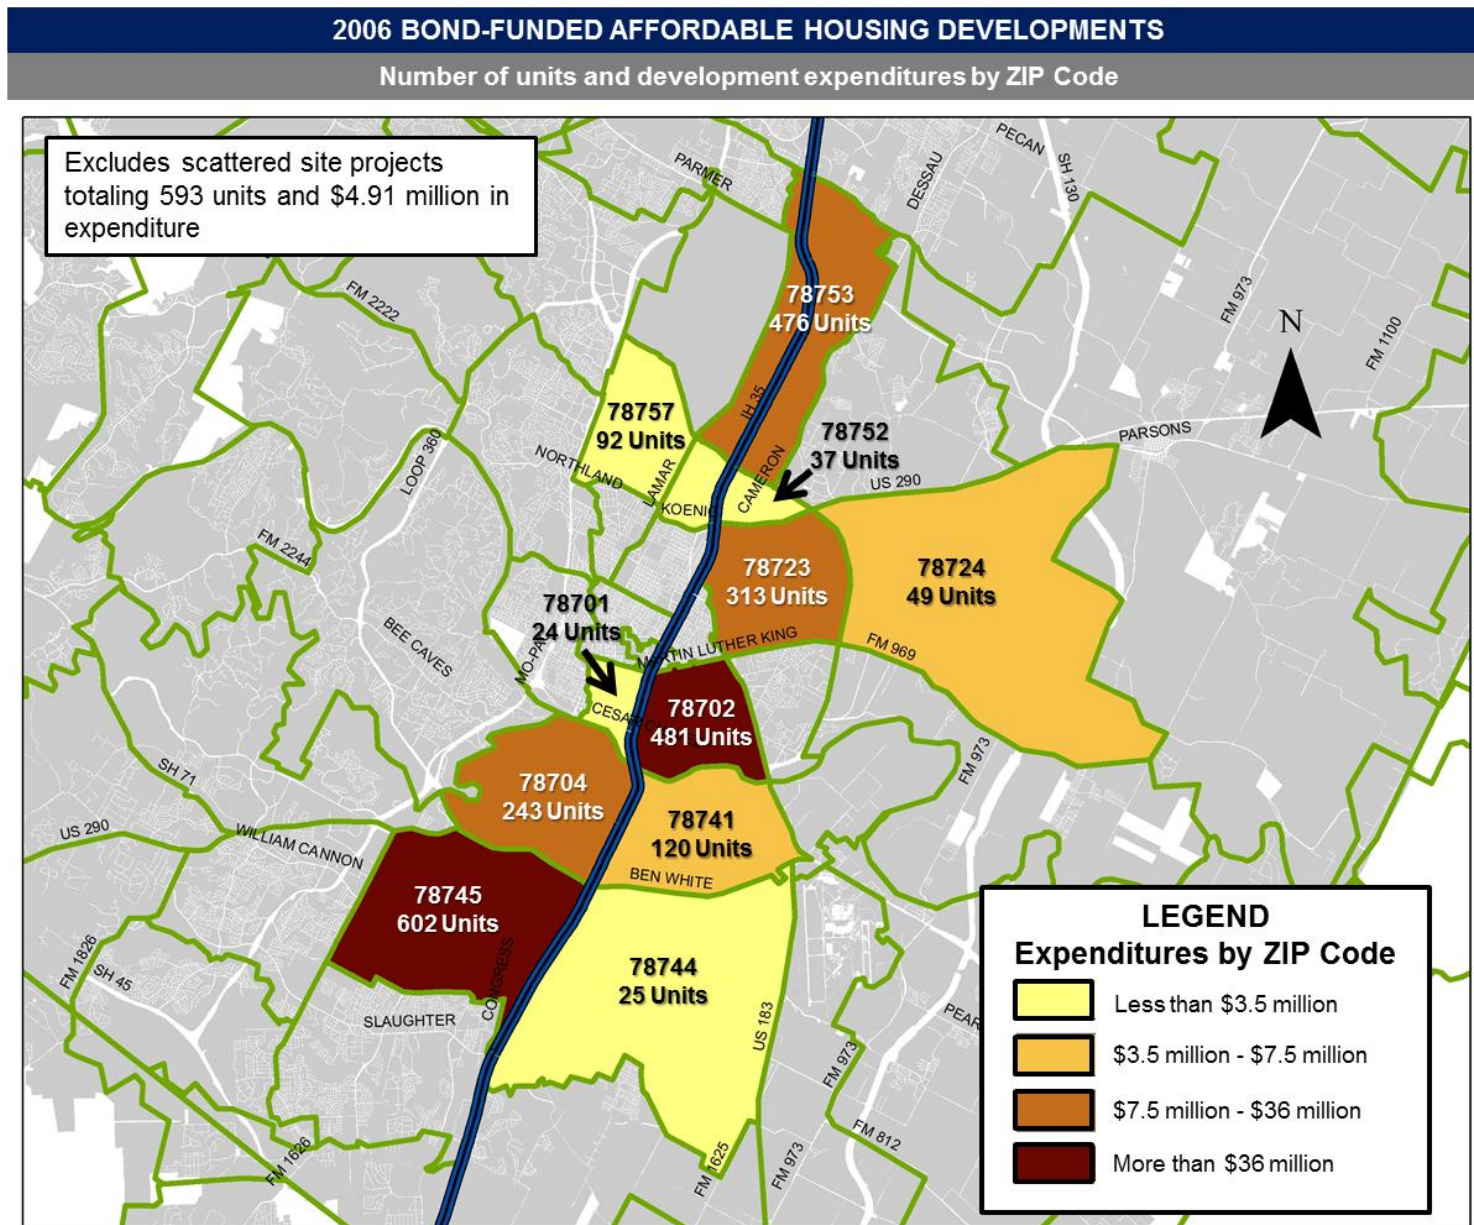 2006 BOND-FUNDED AFFORDABLE HOUSING DEVELOPMENTS
Number of units and development expenditures by ZIP Code
Excludes scattered site projects
totaling 593 units and $4.91 million in
expenditure
PARMER
DESSAU
PECAN
SH 130
FM 973
FM 1100
N
FM 2222
78753
476 Units
IH 35
78757
92 Units
78752
37 Units
PARSONS
LOOP 360
NORTHLAND
LAMAR
CAMERON
US 290
KOENIG
FM 2244
78723
313 Units
78724
49 Units
78701
24 Units
BEE CAVES
MO-PA
MARTIN LUTHER KING
FM 969
CESAR C
78702
481 Units
SH 71
FM 973
78704
243 Units
78741
120 Units
US 290
WILLIAM CANNON
BEN WHITE
78745
602 Units
FM 1826
SH 45
CONGRESS
78744
25 Units
SLAUGHTER
US 183
PEAR
FM 973
FM 812
FM 1626
FM 1625
FM 973
LEGEND
Expenditures by ZIP Code
Less than $3.5 million
$3.5 million - $7.5 million
$7.5 million - $36 million
More than $36 million